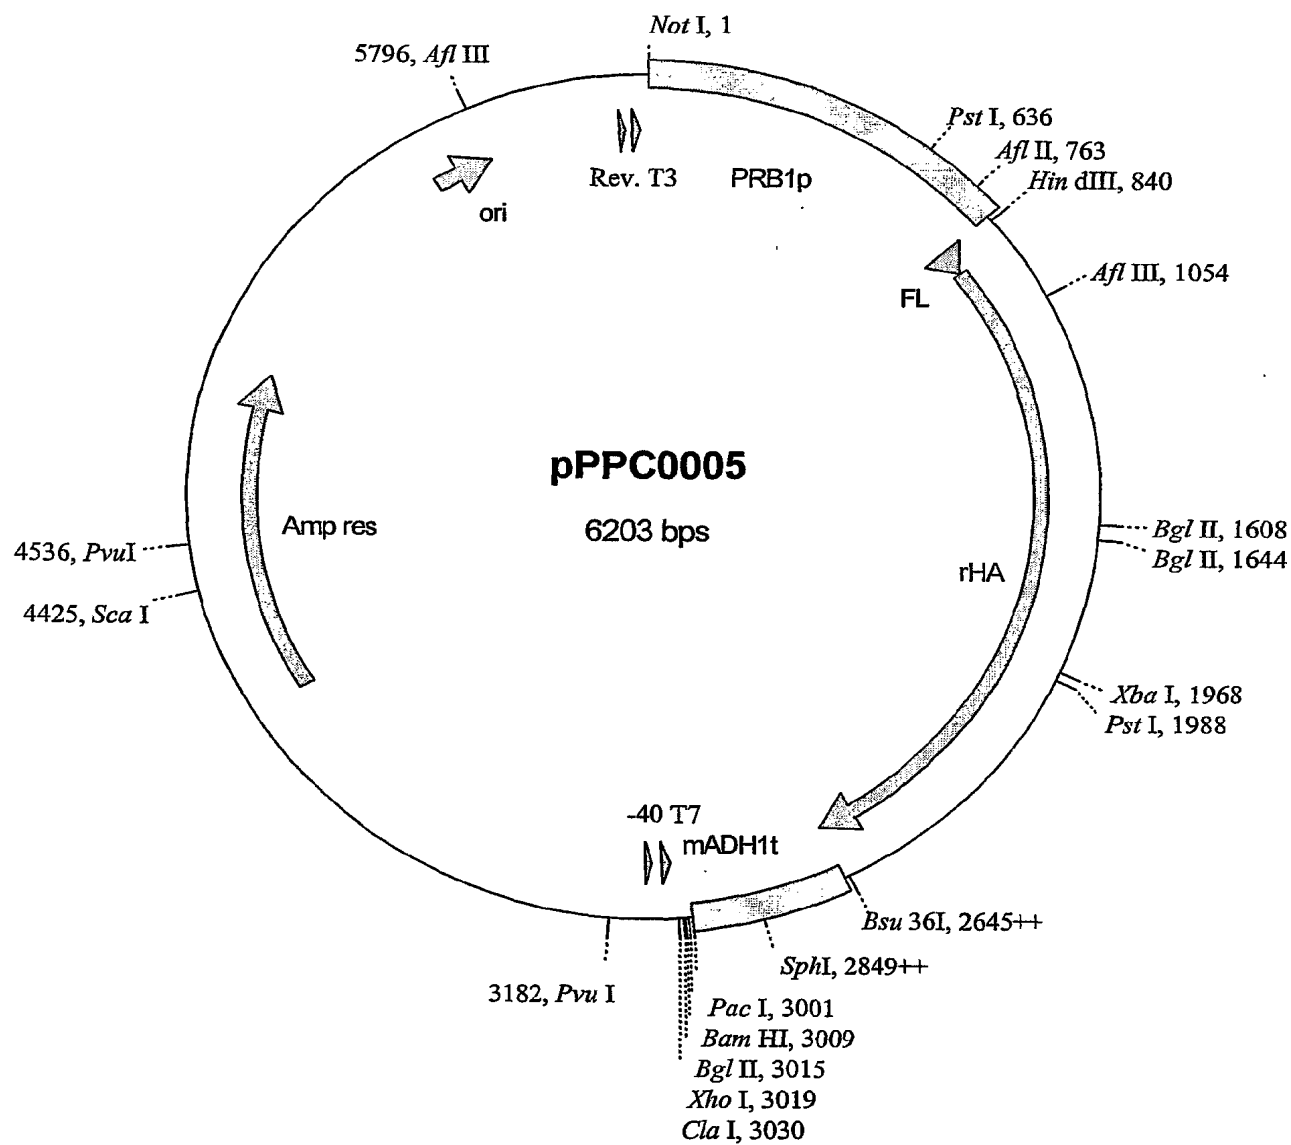 Not I, 1
5796, Afl III
Pst I, 636
Afl II, 763
Hin dIII, 840
Rev. T3
PRB1p
ori
Afl III, 1054
FL
pPPC0005
6203 bps
Amp res
Bgl II, 1608
Bgl II, 1644
4536, PvuI
rHA
4425, Sca I
Xba I, 1968
Pst I, 1988
-40 T7
mADH1t
Bsu 36I, 2645++
SphI, 2849++
3182, Pvu I
Pac I, 3001
Bam HI, 3009
Bgl II, 3015
Xho I, 3019
Cla I, 3030